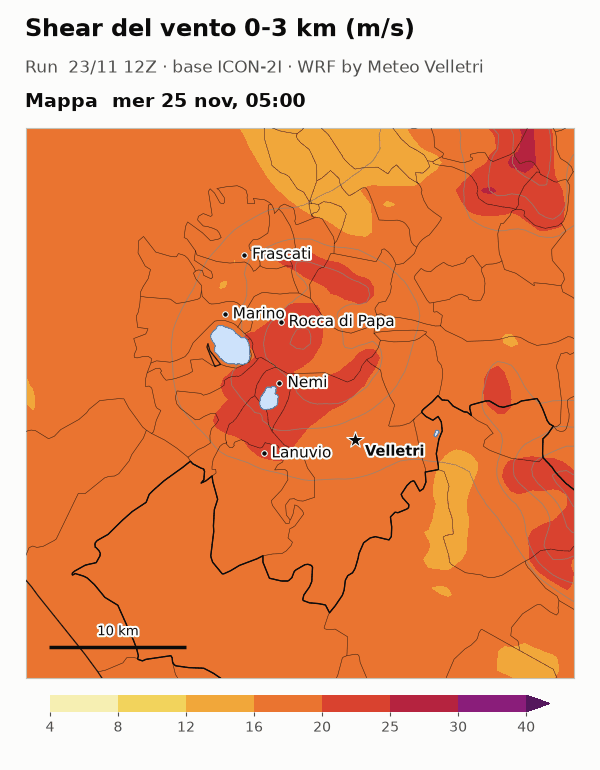 Shear del vento 0-3 km (m/s)
Run  23/11 12Z · base ICON-2I · WRF by Meteo Velletri
Mappa  mer 25 nov, 05:00
Frascati
Marino
Rocca di Papa
Nemi
Velletri
Lanuvio
10 km
4 8 12 16 20 25 30 40